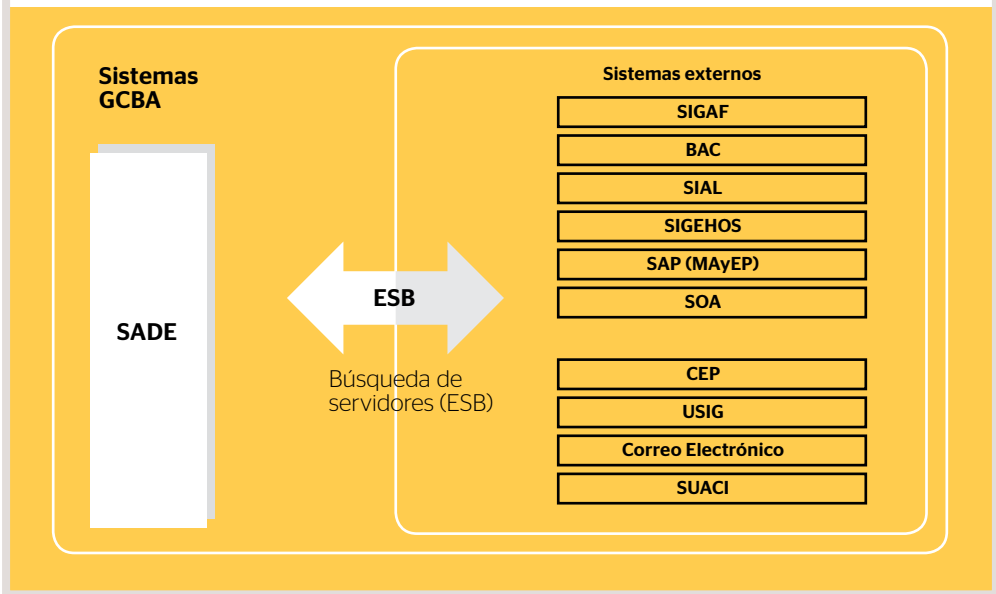 Sistemas
GCBA
SADE
ESB
Búsqueda de
servidores (ESB)
Sistemas externos
SIGAF
BAC
SIAL
SIGEHOS
SAP (MAyEP)
SOA
CEP
USIG
Correo Electrónico
SUACI